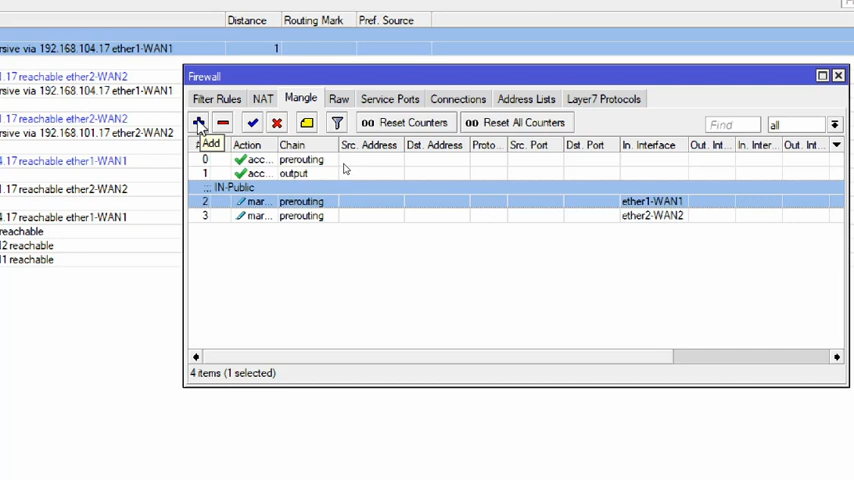 Distance Routing Mark Pref. Source
rsive via 192.168.104.17 ether1-WAN1 1
.17 reachable ether2-WAN2
rsive via 192.168.104.17 ether1-WAN1
.17 reachable ether2-WAN2
rsive via 192.168.101.17 ether2-WAN2
4.17 reachable ether1-WAN1
1.17 reachable ether2-WAN2
4.17 reachable ether1-WAN1
reachable
12 reachable
11 reachable
Firewall
Filter Rules NAT Mangle Raw Service Ports Connections Address Lists Layer7 Protocols
00 Reset Counters 00 Reset All Counters Find all
Add
# Action Chain Src. Address Dst. Address Proto... Src. Port Dst. Port In. Interface Out. Int... In. Inter... Out. Int...
0 acc... prerouting
1 acc... output
;;; IN-Public
2 mar... prerouting ether1-WAN1
3 mar... prerouting ether2-WAN2
4 items (1 selected)